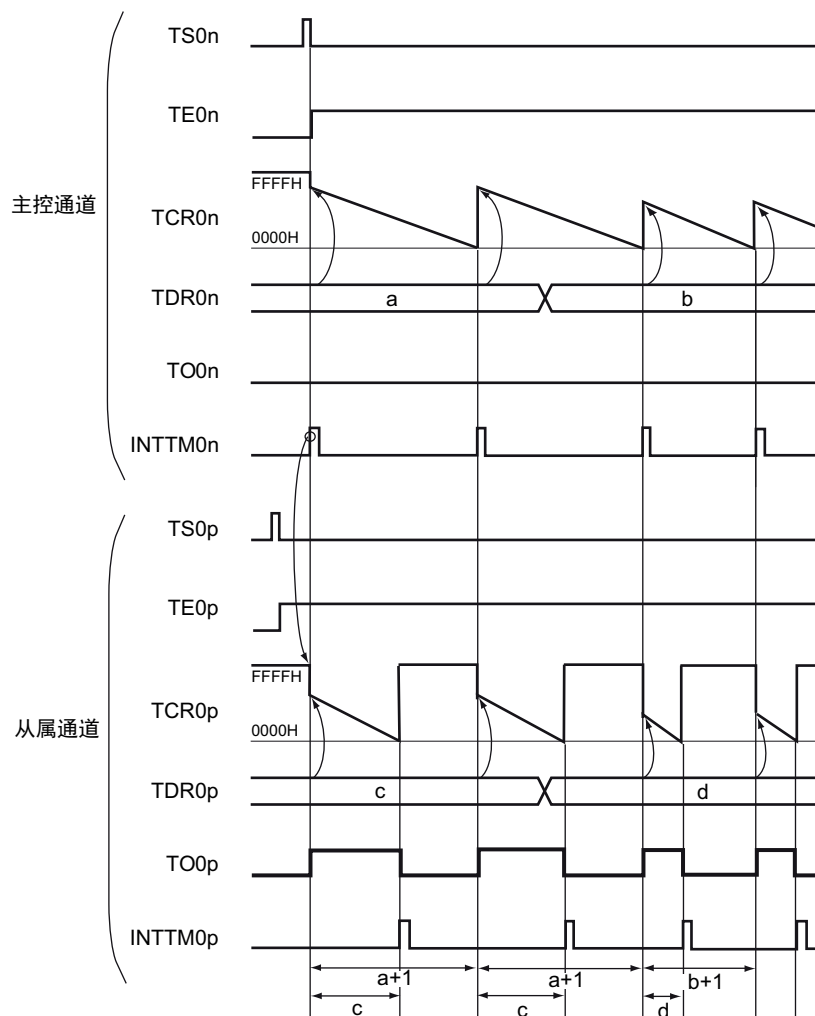 TS0n
TE0n
主控通道
FFFFH
TCR0n
0000H
TDR0n
a
b
TO0n
INTTM0n
TS0p
TE0p
从属通道
FFFFH
TCR0p
0000H
TDR0p
c
d
TO0p
INTTM0p
a+1
a+1
b+1
c
c
d